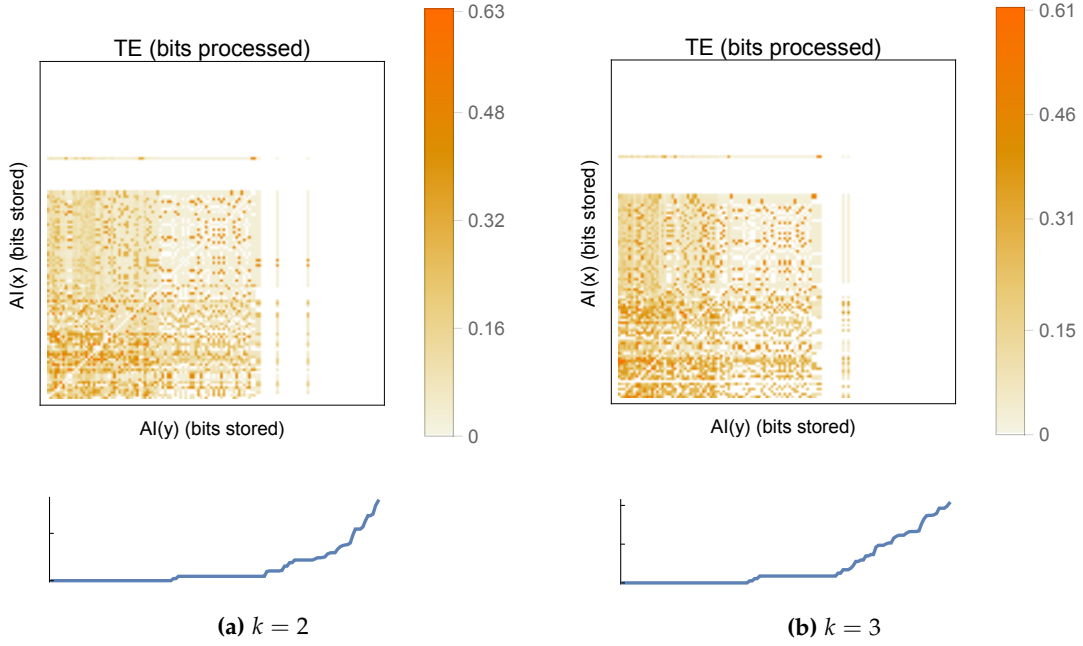 TE (bits processed)
0.63
0.48
0.32
0.16
0
AI(x) (bits stored)
AI(y) (bits stored)
(a) k = 2
TE (bits processed)
0.61
0.46
0.31
0.15
0
AI(x) (bits stored)
AI(y) (bits stored)
(b) k = 3